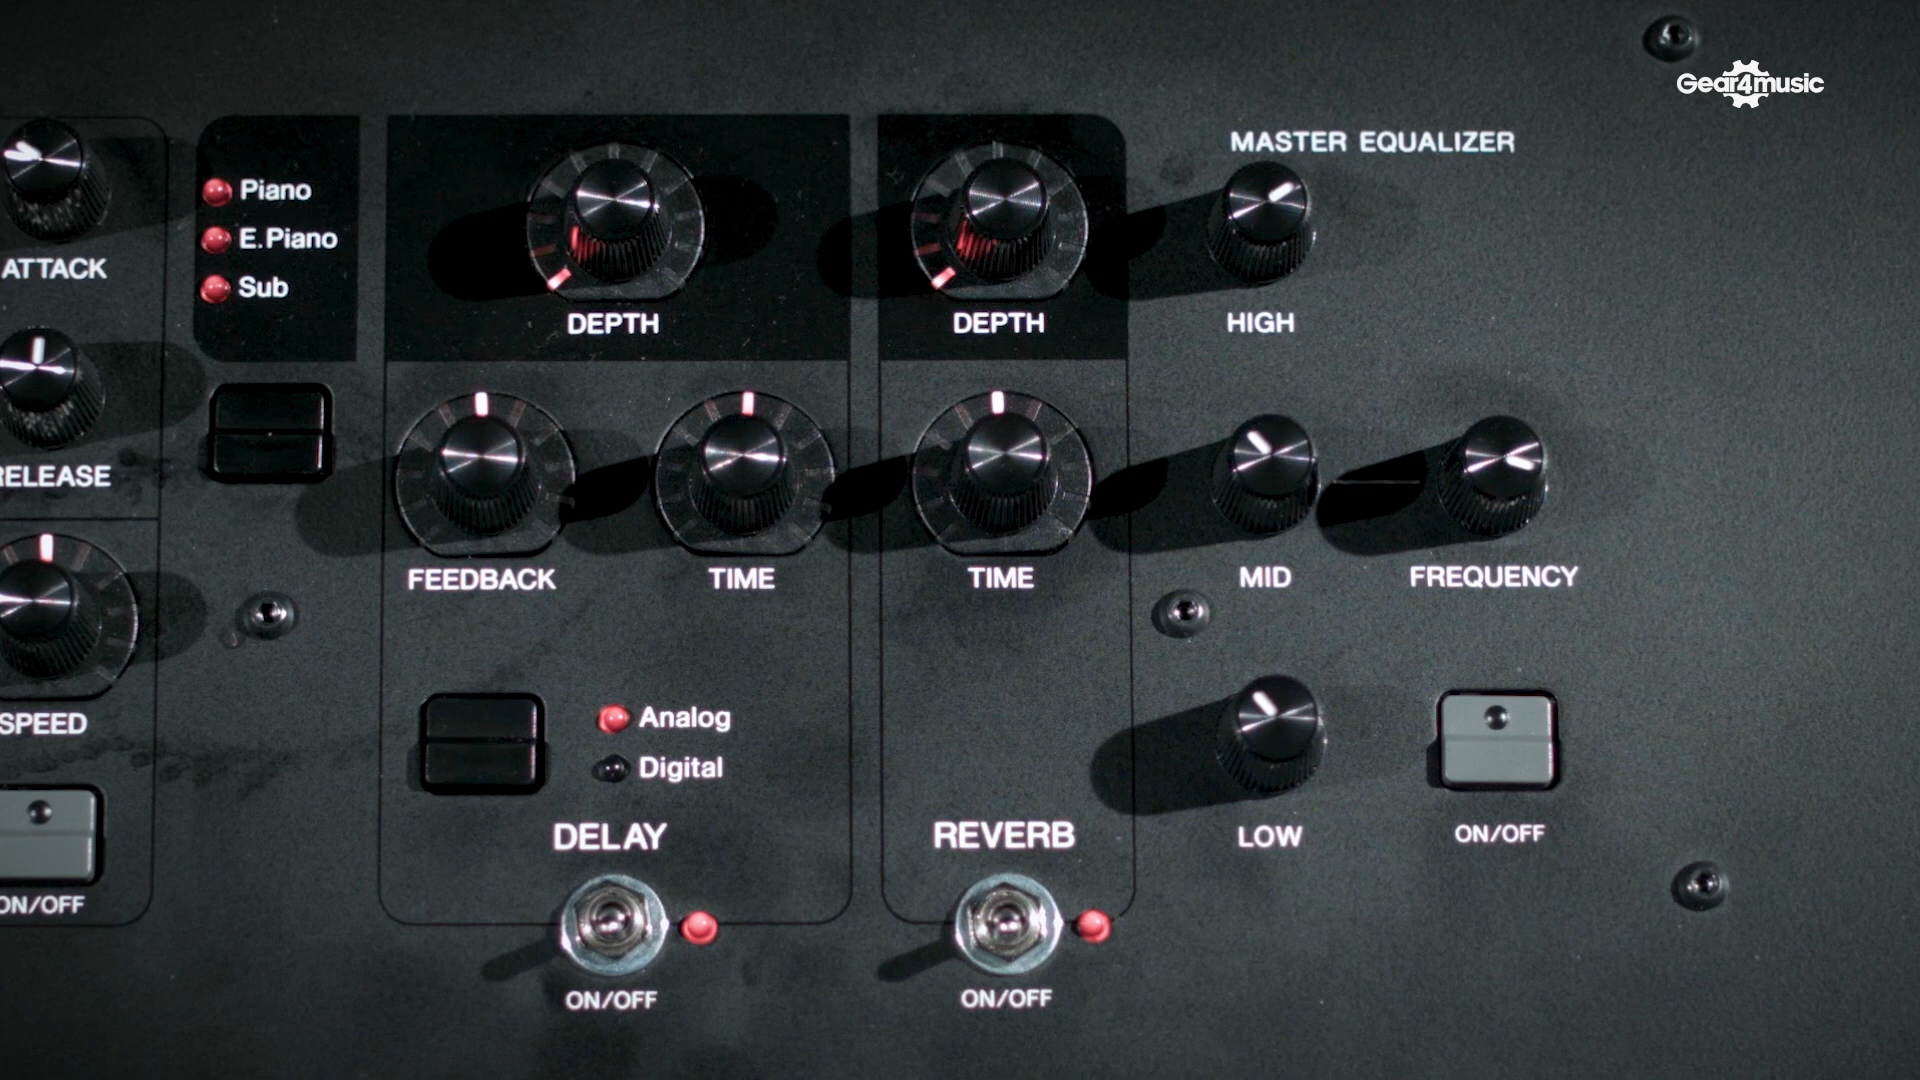 Gear4music
MASTER EQUALIZER
Piano
E.Piano
Sub
ATTACK
DEPTH
DEPTH
HIGH
RELEASE
FEEDBACK
TIME
TIME
MID
FREQUENCY
SPEED
Analog
Digital
DELAY
REVERB
LOW
ON/OFF
ON/OFF
ON/OFF
ON/OFF